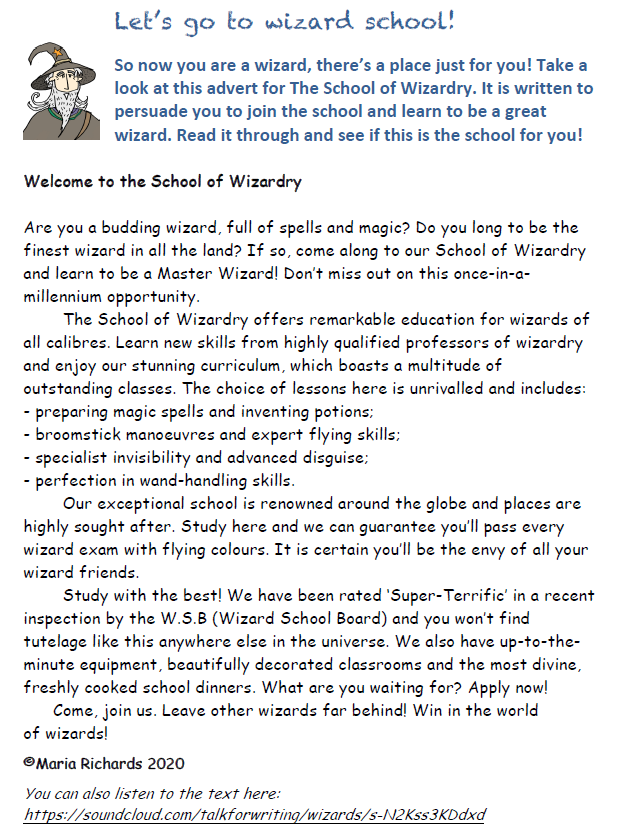 Let's go to wizard school!
So now you are a wizard, there's a place just for you! Take a
look at this advert for The School of Wizardry. It is written to
persuade you to join the school and learn to be a great
wizard. Read it through and see if this is the school for you!
Welcome to the School of Wizardry
Are you a budding wizard, full of spells and magic? Do you long to be the
finest wizard in all the land? If so, come along to our School of Wizardry
and learn to be a Master Wizard! Don't miss out on this once-in-a-
millennium opportunity.
The School of Wizardry offers remarkable education for wizards of
all calibres. Learn new skills from highly qualified professors of wizardry
and enjoy our stunning curriculum, which boasts a multitude of
outstanding classes. The choice of lessons here is unrivalled and includes:
- preparing magic spells and inventing potions;
- broomstick manoeuvres and expert flying skills;
- specialist invisibility and advanced disguise;
- perfection in wand-handling skills.
Our exceptional school is renowned around the globe and places are
highly sought after. Study here and we can guarantee you'll pass every
wizard exam with flying colours. It is certain you'll be the envy of all your
wizard friends.
Study with the best! We have been rated 'Super-Terrific' in a recent
inspection by the W.S.B (Wizard School Board) and you won't find
tutelage like this anywhere else in the universe. We also have up-to-the-
minute equipment, beautifully decorated classrooms and the most divine,
freshly cooked school dinners. What are you waiting for? Apply now!
Come, join us. Leave other wizards far behind! Win in the world
of wizards!
©Maria Richards 2020
You can also listen to the text here:
https://soundcloud.com/talkforwriting/wizards/s-N2Kss3KDdxd